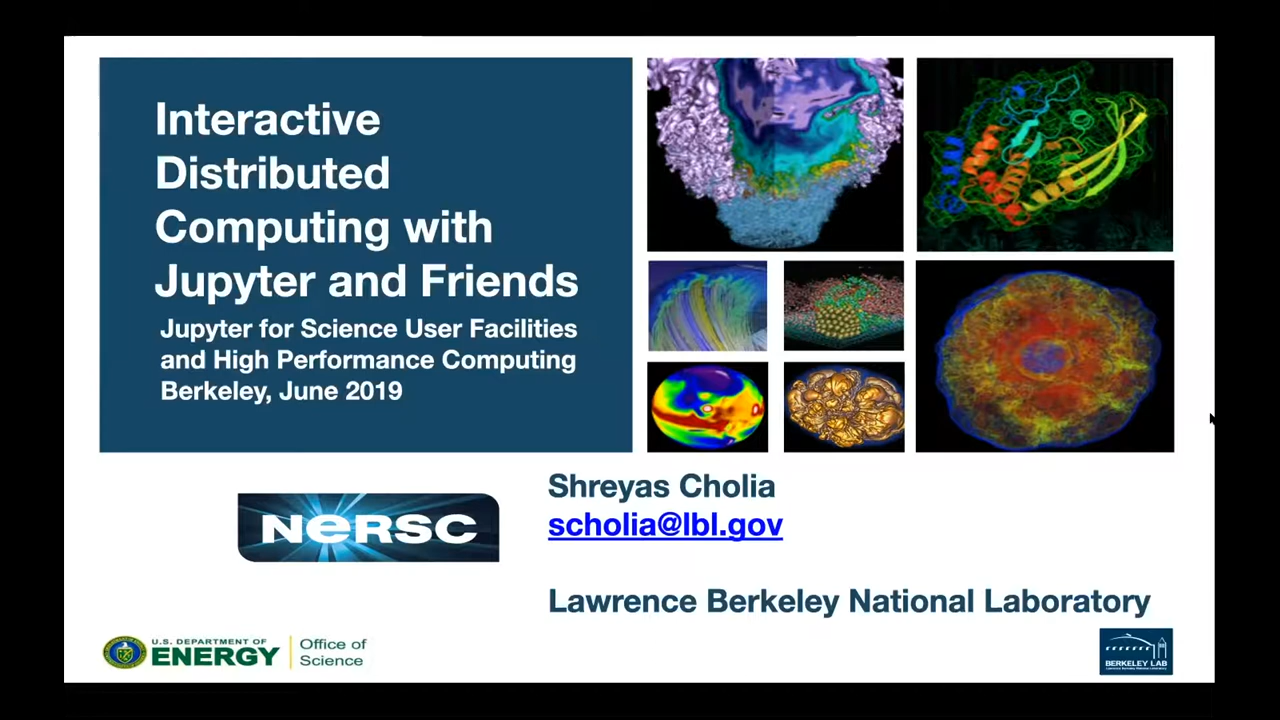 Interactive
Distributed
Computing with
Jupyter and Friends
Jupyter for Science User Facilities
and High Performance Computing
Berkeley, June 2019
Shreyas Cholia
scholia@lbl.gov
NERSC
Lawrence Berkeley National Laboratory
U.S. DEPARTMENT OF
ENERGY
Office of
Science
BERKELEY LAB